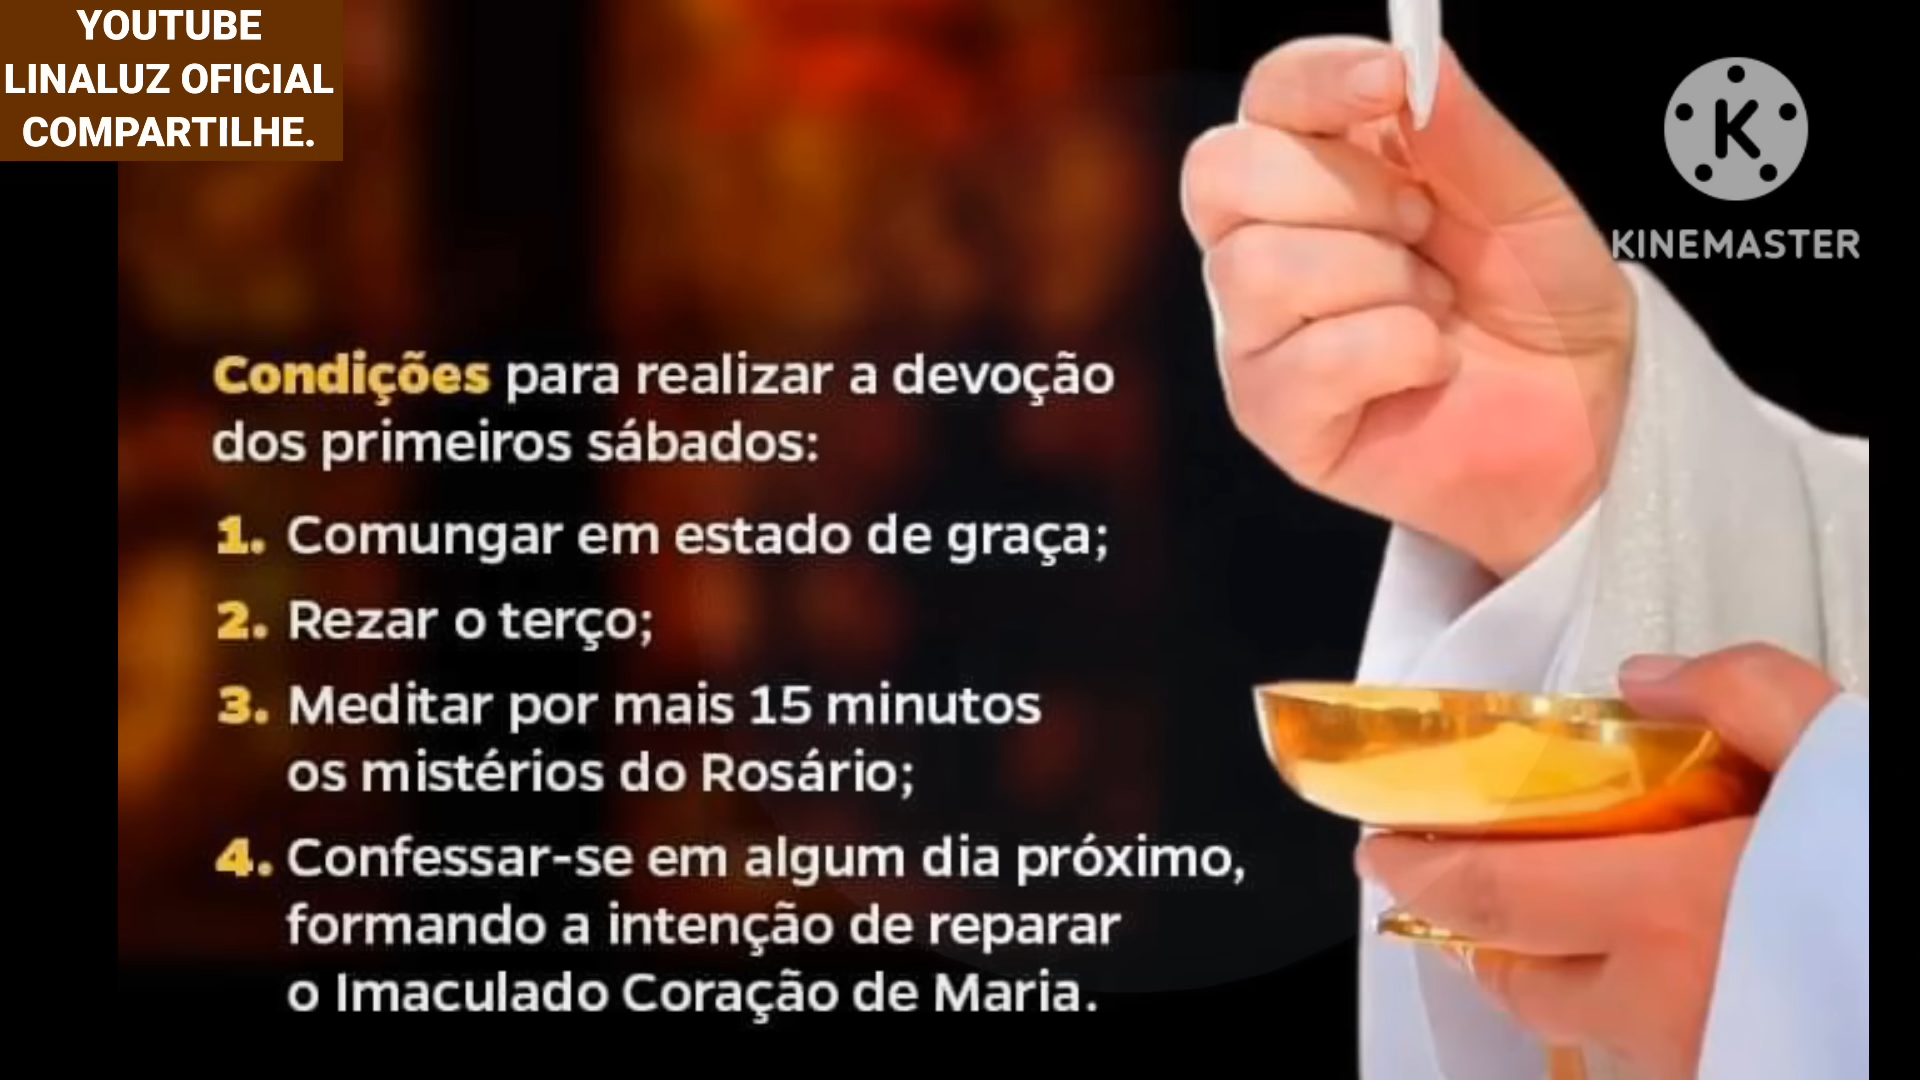 YOUTUBE
LINALUZ OFICIAL
COMPARTILHE.
K
KINEMASTER
Condições para realizar a devoção
dos primeiros sábados:
1. Comungar em estado de graça;
2. Rezar o terço;
3. Meditar por mais 15 minutos
os mistérios do Rosário;
4. Confessar-se em algum dia próximo,
formando a intenção de reparar
o Imaculado Coração de Maria.